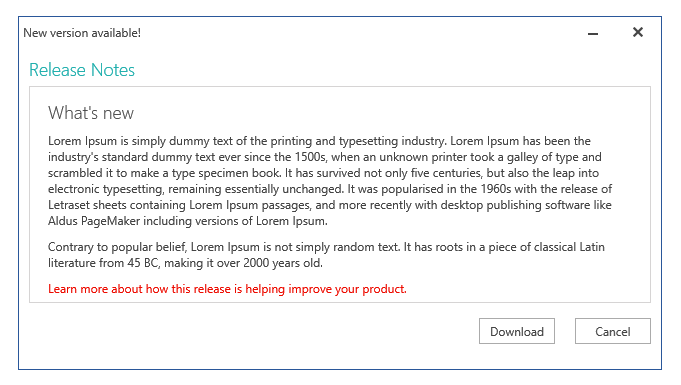 New version available!
Release Notes
What's new
Lorem Ipsum is simply dummy text of the printing and typesetting industry. Lorem Ipsum has been the
industry's standard dummy text ever since the 1500s, when an unknown printer took a galley of type and
scrambled it to make a type specimen book. It has survived not only five centuries, but also the leap into
electronic typesetting, remaining essentially unchanged. It was popularised in the 1960s with the release of
Letraset sheets containing Lorem Ipsum passages, and more recently with desktop publishing software like
Aldus PageMaker including versions of Lorem Ipsum.
Contrary to popular belief, Lorem Ipsum is not simply random text. It has roots in a piece of classical Latin
literature from 45 BC, making it over 2000 years old.
Learn more about how this release is helping improve your product.
Download
Cancel